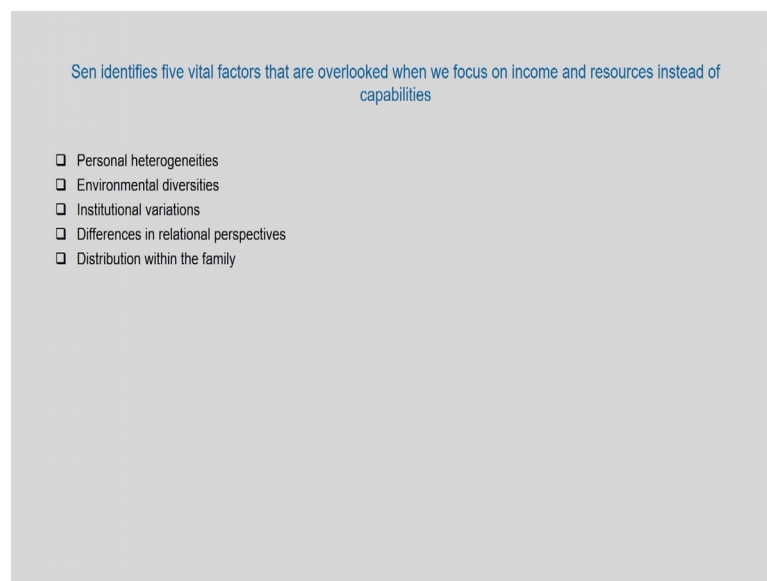 Sen identifies five vital factors that are overlooked when we focus on income and resources instead of
capabilities
Personal heterogeneities
Environmental diversities
Institutional variations
Differences in relational perspectives
Distribution within the family